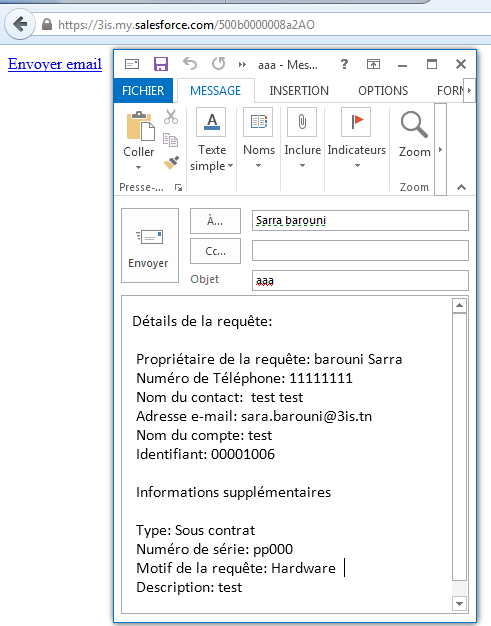 https://3is.my.salesforce.com/500b0000008a2AO
Envoyer email
aaa - Mes...
?
FICHIER MESSAGE INSERTION OPTIONS FORM
Coller
Texte simple
Noms
Inclure
Indicateurs
Zoom
Presse-...
Zoom
Envoyer
À...
Sarra barouni
Cc...
Objet
aaa
Détails de la requête:
Propriétaire de la requête: barouni Sarra
Numéro de Téléphone: 11111111
Nom du contact: test test
Adresse e-mail: sara.barouni@3is.tn
Nom du compte: test
Identifiant: 00001006
Informations supplémentaires
Type: Sous contrat
Numéro de série: pp000
Motif de la requête: Hardware
Description: test